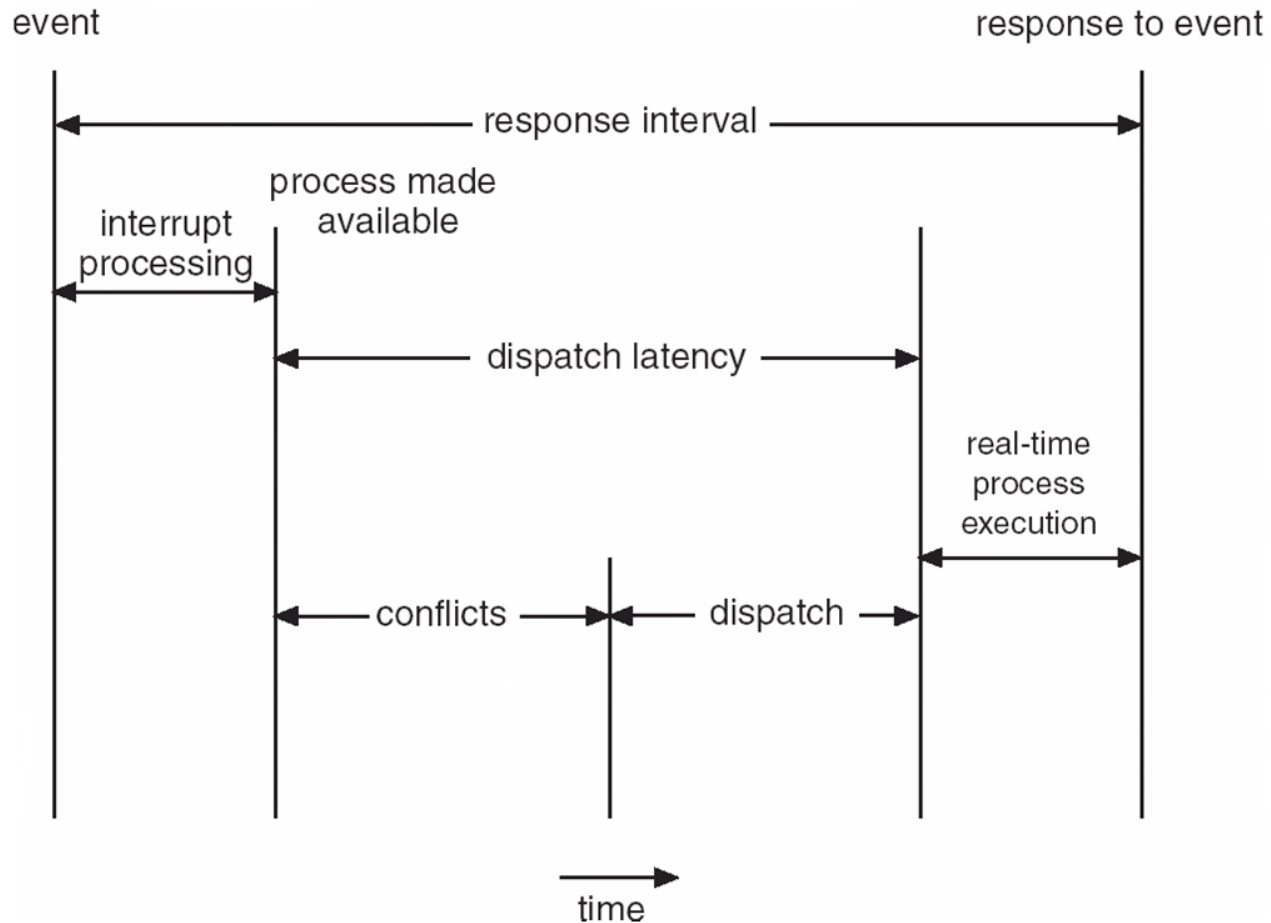 event
response to event
response interval
process made
available
interrupt
processing
dispatch latency
real-time
process
execution
conflicts
dispatch
time